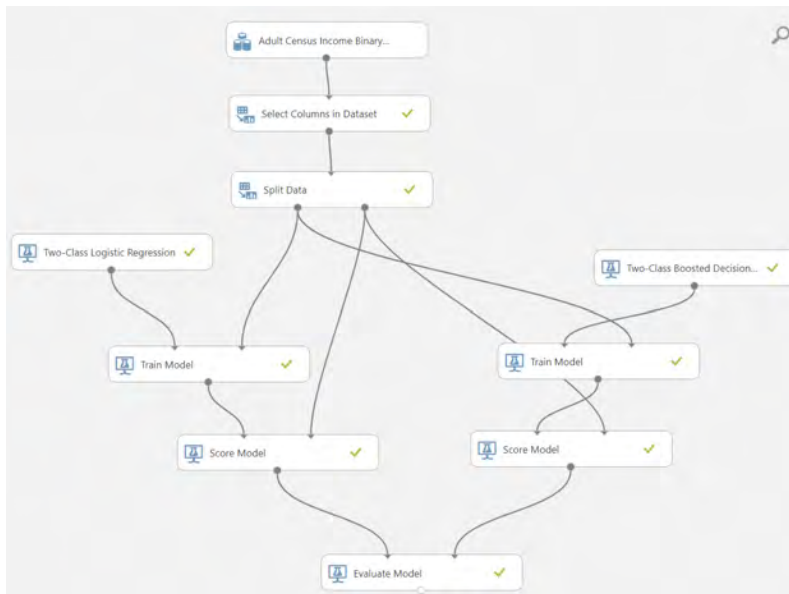 Adult Census Income Binary...
Select Columns in Dataset
Split Data
Two-Class Logistic Regression
Two-Class Boosted Decision...
Train Model
Train Model
Score Model
Score Model
Evaluate Model